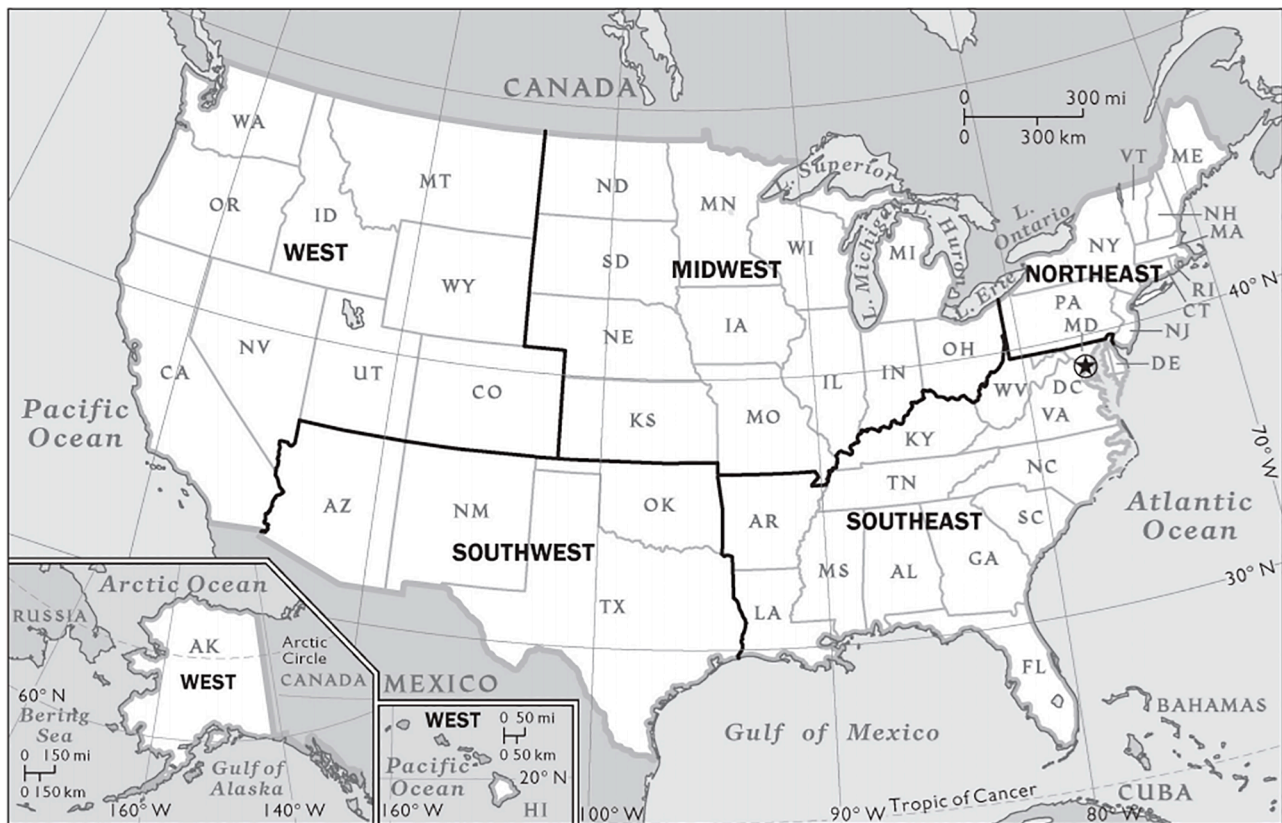 CANADA
0 300 mi
0 300 km
WA
VT
ME
MT
ND
L. Superior
MN
OR
ID
L. Ontario
NH
MA
WEST
WI
L. Michigan
MI
L. Huron
NY
SD
MIDWEST
NORTHEAST
WY
L. Erie
RI
40° N
PA
CT
NE
IA
MD
NJ
NV
OH
DE
CA
UT
CO
IL
IN
WV
DC
VA
Pacific
Ocean
KS
MO
KY
70° W
TN
NC
AZ
NM
OK
AR
SOUTHEAST
SC
Atlantic
Ocean
SOUTHWEST
MS
AL
GA
30° N
TX
LA
Arctic Ocean
RUSSIA
AK
Arctic
Circle
WEST
CANADA
MEXICO
FL
60° N
Bering
Sea
0 150 mi
0 150 km
Gulf of
Alaska
160° W
140° W
WEST
0 50 mi
0 50 km
Pacific
Ocean
20° N
HI
160° W
100° W
Gulf of Mexico
BAHAMAS
90° W
Tropic of Cancer
80° W
CUBA